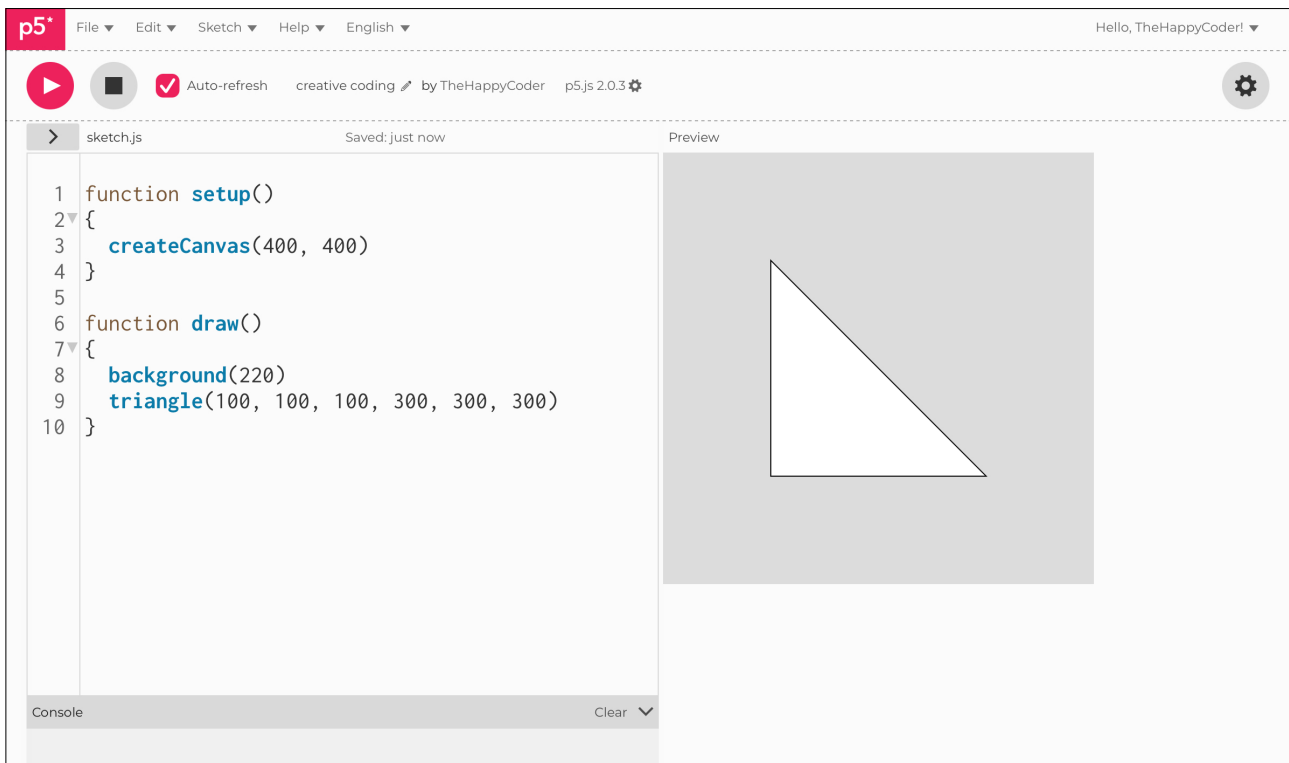 p5* File Edit Sketch Help English Hello, TheHappyCoder!
Auto-refresh creative coding by TheHappyCoder p5.js 2.0.3
sketch.js Saved: just now Preview
1 function setup()
2 {
3 createCanvas(400, 400)
4 }
5
6 function draw()
7 {
8 background(220)
9 triangle(100, 100, 100, 300, 300, 300)
10 }
Console Clear